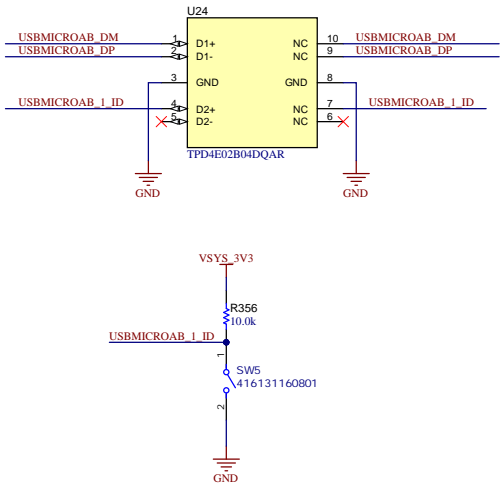 U24
USBMICROAB_DM 1 D1+ NC 10 USBMICROAB_DM
USBMICROAB_DP 2 D1- NC 9 USBMICROAB_DP
3 GND GND 8
USBMICROAB_1_ID 4 D2+ NC 7 USBMICROAB_1_ID
5 D2- NC 6
TPD4E02B04DQAR
GND GND
VSYS_3V3
R356
10.0k
USBMICROAB_1_ID
1
SW5
416131160801
2
GND